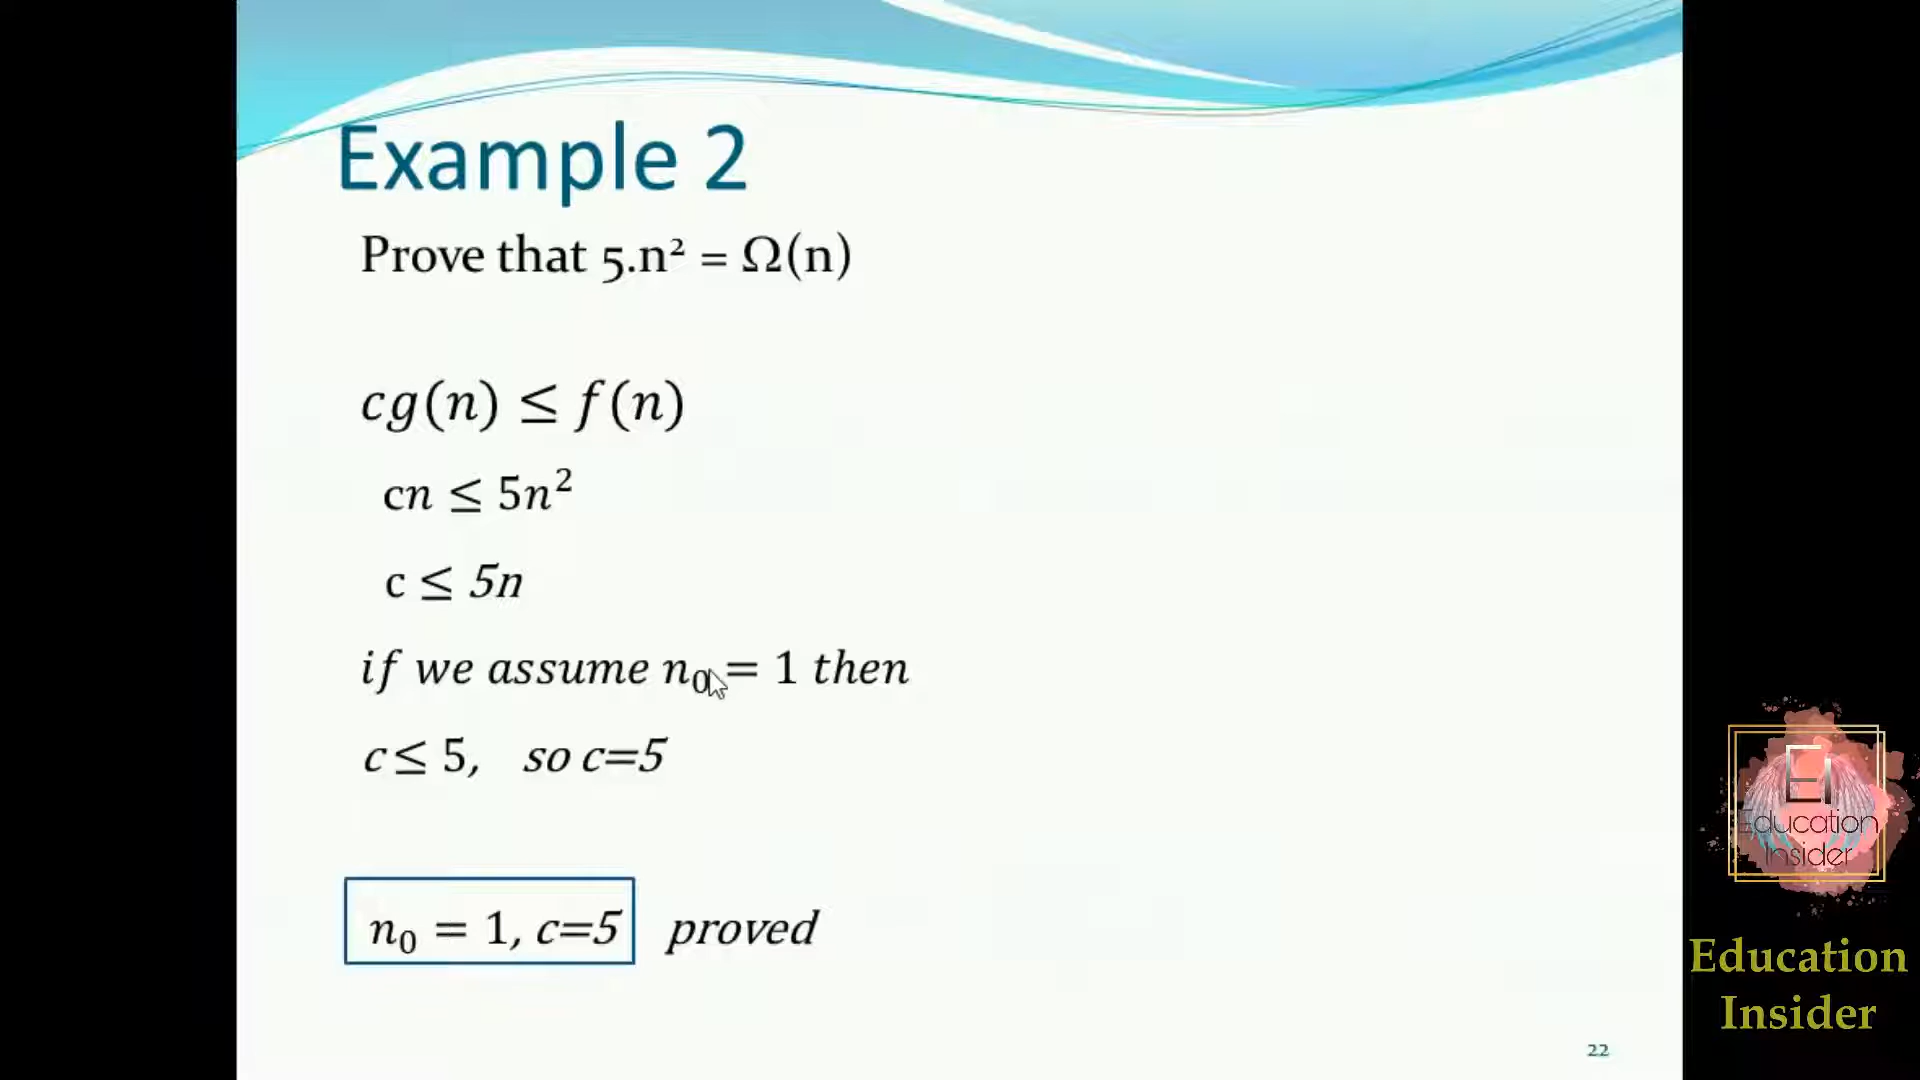 Example 2
Prove that 5.n² = Ω(n)
cg(n) ≤ f(n)
cn ≤ 5n²
c ≤ 5n
if we assume n₀ = 1 then
c ≤ 5, so c=5
n₀ = 1, c=5 proved
EI
Education
Insider
Education
Insider
22